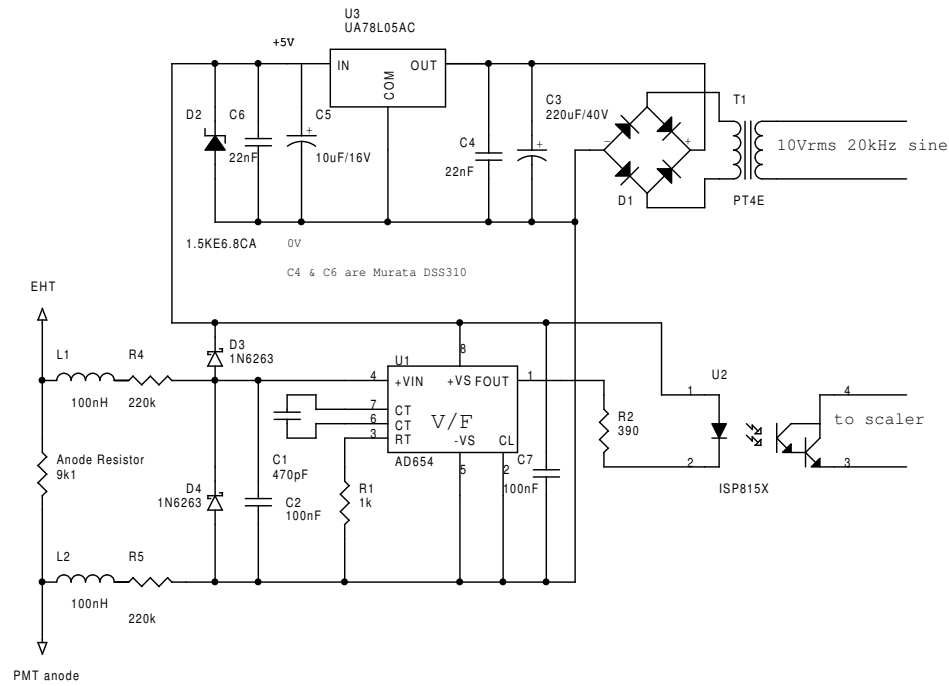 U3
UA78L05AC
+5V
IN
OUT
COM
D2
C6
22nF
C5
+
10uF/16V
C4
22nF
C3
220uF/40V
+
-
+
D1
T1
PT4E
10Vrms 20kHz sine
1.5KE6.8CA
0V
C4 & C6 are Murata DSS310
EHT
L1
100nH
R4
220k
D3
1N6263
U1
8
4
+VIN
+VS
FOUT
1
7
CT
6
CT
3
RT
V/F
-VS
CL
AD654
5
2
C1
470pF
C2
100nF
R1
1k
D4
1N6263
Anode Resistor
9k1
C7
100nF
R2
390
U2
1
2
4
to scaler
3
ISP815X
L2
100nH
R5
220k
PMT anode